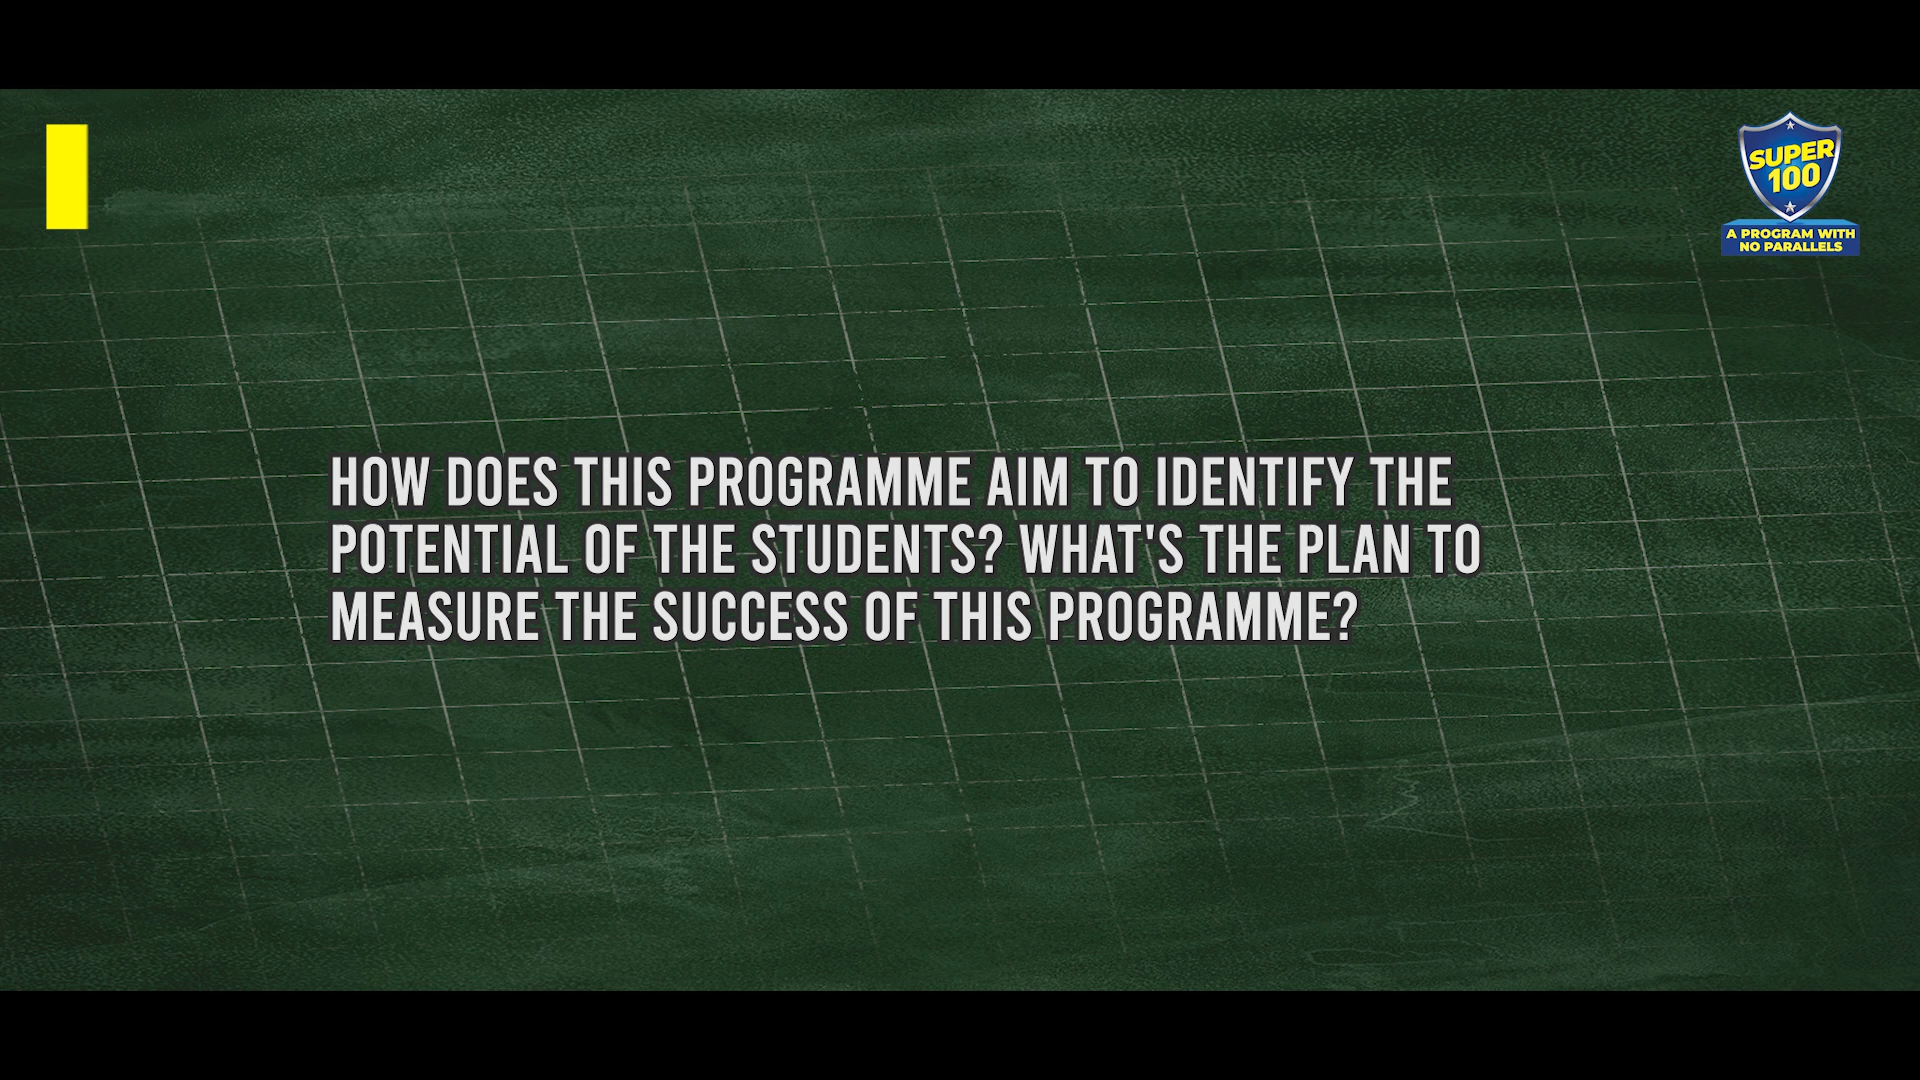 SUPER
100
A PROGRAM WITH
NO PARALLELS
HOW DOES THIS PROGRAMME AIM TO IDENTIFY THE
POTENTIAL OF THE STUDENTS? WHAT'S THE PLAN TO
MEASURE THE SUCCESS OF THIS PROGRAMME?